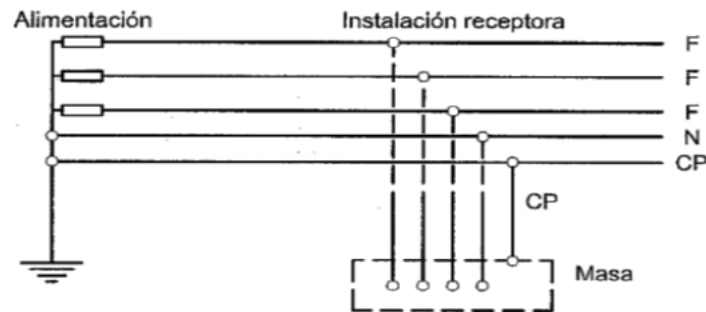 Alimentación Instalación receptora
F
F
F
N
CP
CP
Masa